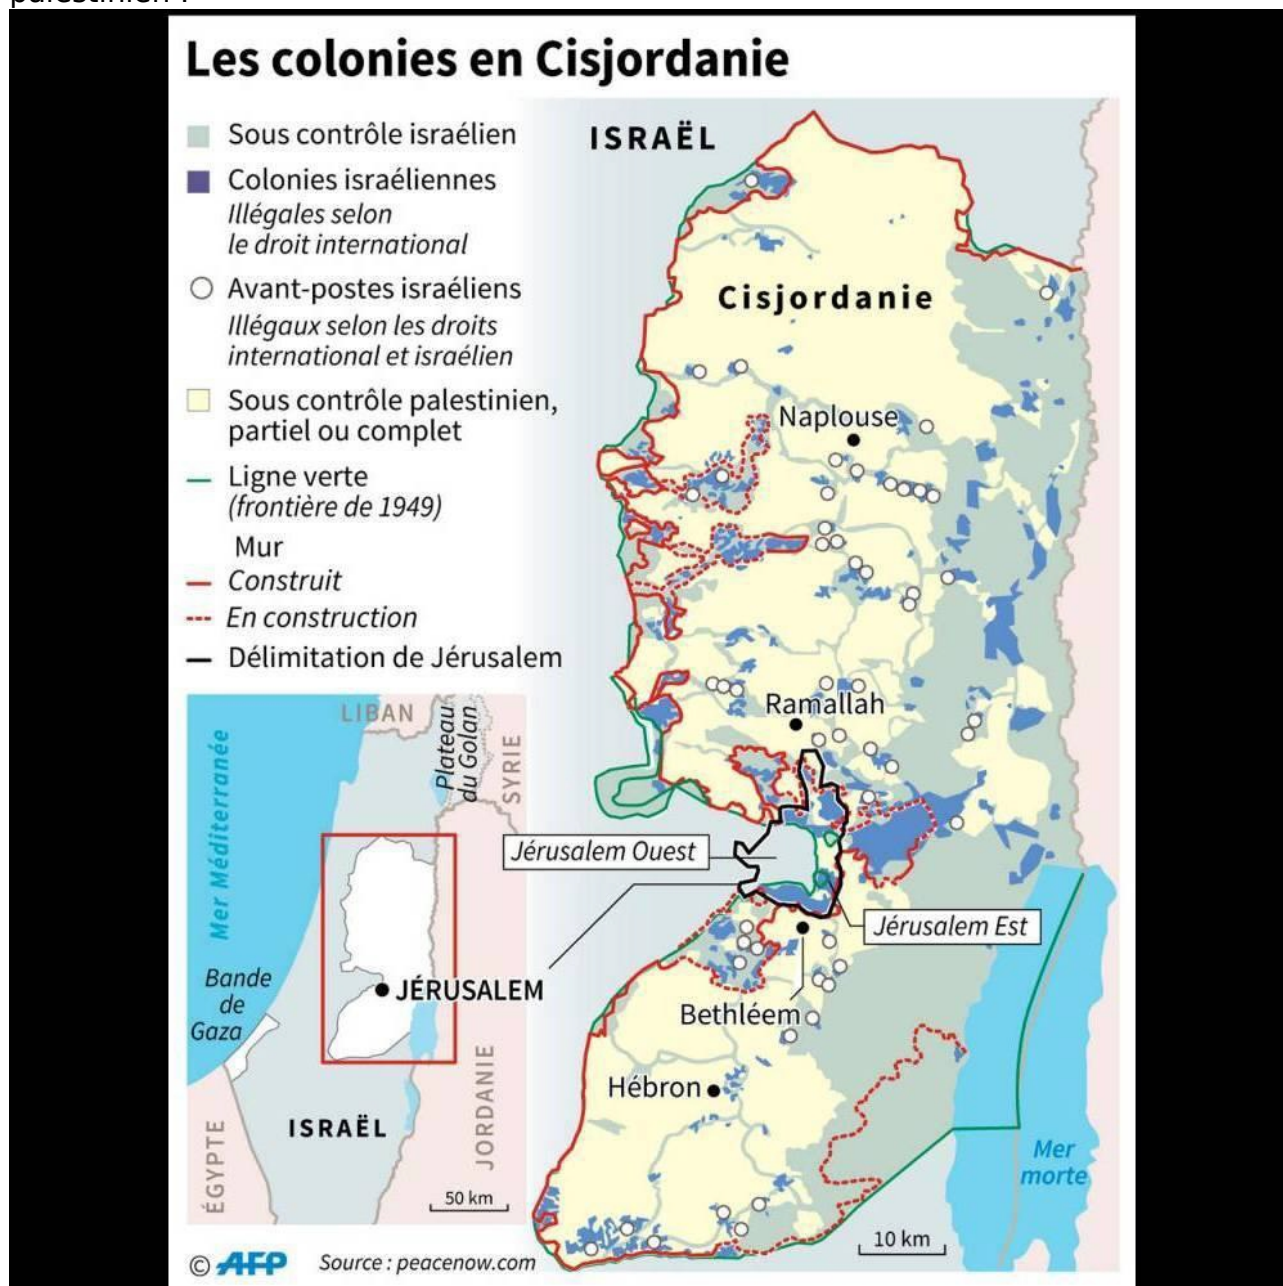 palestinien .
Les colonies en Cisjordanie
Sous contrôle israélien
Colonies israéliennes
Illégales selon
le droit international
Avant-postes israéliens
Illégaux selon les droits
international et israélien
Sous contrôle palestinien,
partiel ou complet
Ligne verte
(frontière de 1949)
Mur
Construit
En construction
Délimitation de Jérusalem
ISRAËL
Cisjordanie
Naplouse
Ramallah
Jérusalem Ouest
Jérusalem Est
Bethléem
Hébron
Mer
morte
10 km
LIBAN
Plateau
du Golan
SYRIE
Mer Méditerranée
Bande
de
Gaza
JÉRUSALEM
ISRAËL
JORDANIE
ÉGYPTE
50 km
© AFP
Source : peacenow.com